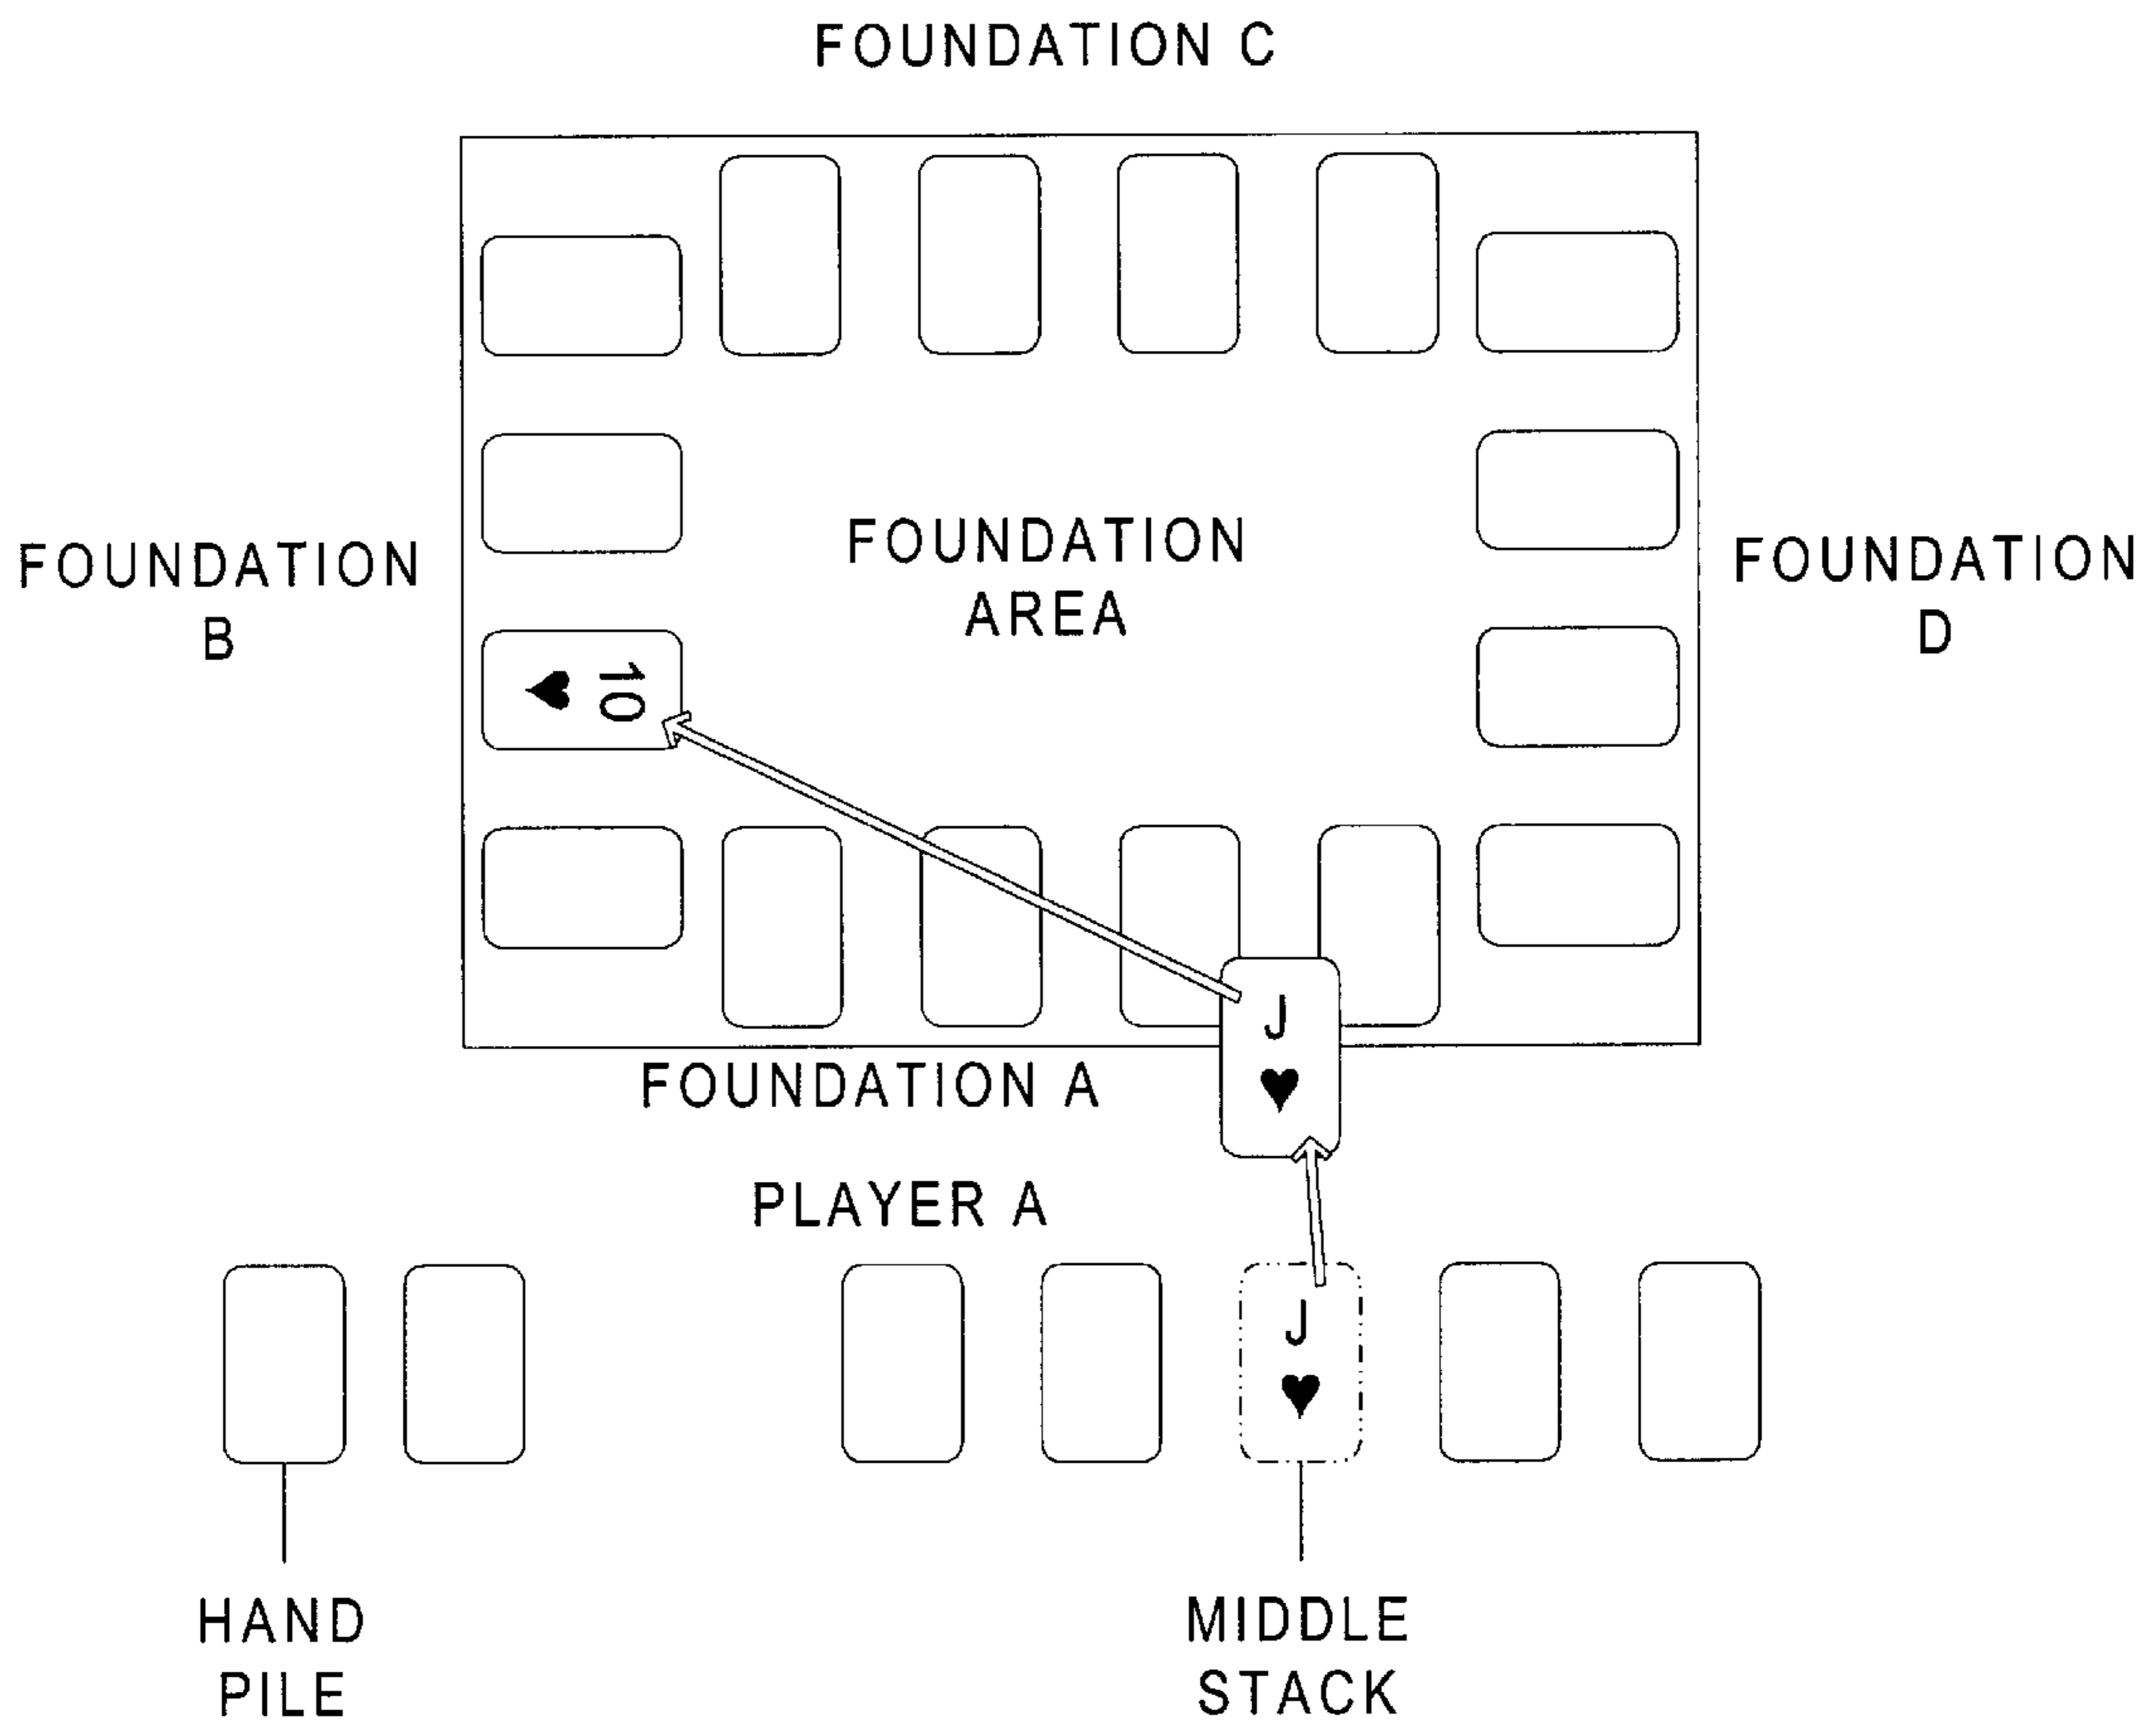 FOUNDATION C
FOUNDATION
B
FOUNDATION
AREA
FOUNDATION
D
10
J
FOUNDATION A
PLAYER A
J
HAND
PILE
MIDDLE
STACK